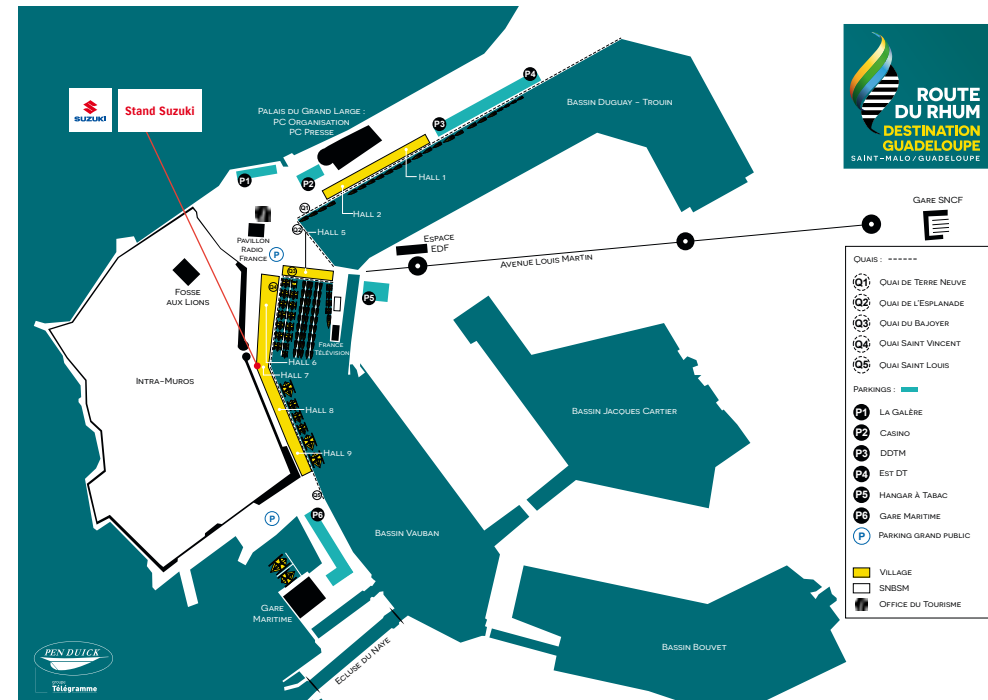 SUZUKI
Stand Suzuki
PALAIS DU GRAND LARGE :
PC ORGANISATION
PC PRESSE
P4
BASSIN DUGUAY - TROUIN
P3
ROUTE
DU RHUM
DESTINATION
GUADELOUPE
SAINT-MALO/GUADELOUPE
P1
P2
HALL 1
Q1
HALL 2
Q2
HALL 5
PAVILLON
RADIO
FRANCE
P
ESPACE
EDF
AVENUE LOUIS MARTIN
GARE SNCF
FOSSE
AUX LIONS
Q3
Q4
P5
FRANCE
TÉLÉVISION
INTRA-MUROS
HALL 6
HALL 7
HALL 8
HALL 9
BASSIN JACQUES CARTIER
Q5
P
P6
BASSIN VAUBAN
GARE
MARITIME
ECLUSE DU NAYE
BASSIN BOUVET
QUAIS : ------
Q1 QUAI DE TERRE NEUVE
Q2 QUAI DE L'ESPLANADE
Q3 QUAI DU BAJOYER
Q4 QUAI SAINT VINCENT
Q5 QUAI SAINT LOUIS
PARKINGS :
P1 LA GALÈRE
P2 CASINO
P3 DDTM
P4 EST DT
P5 HANGAR À TABAC
P6 GARE MARITIME
P PARKING GRAND PUBLIC
VILLAGE
SNBSM
OFFICE DU TOURISME
PEN DUICK
GROUPE
Télégramme